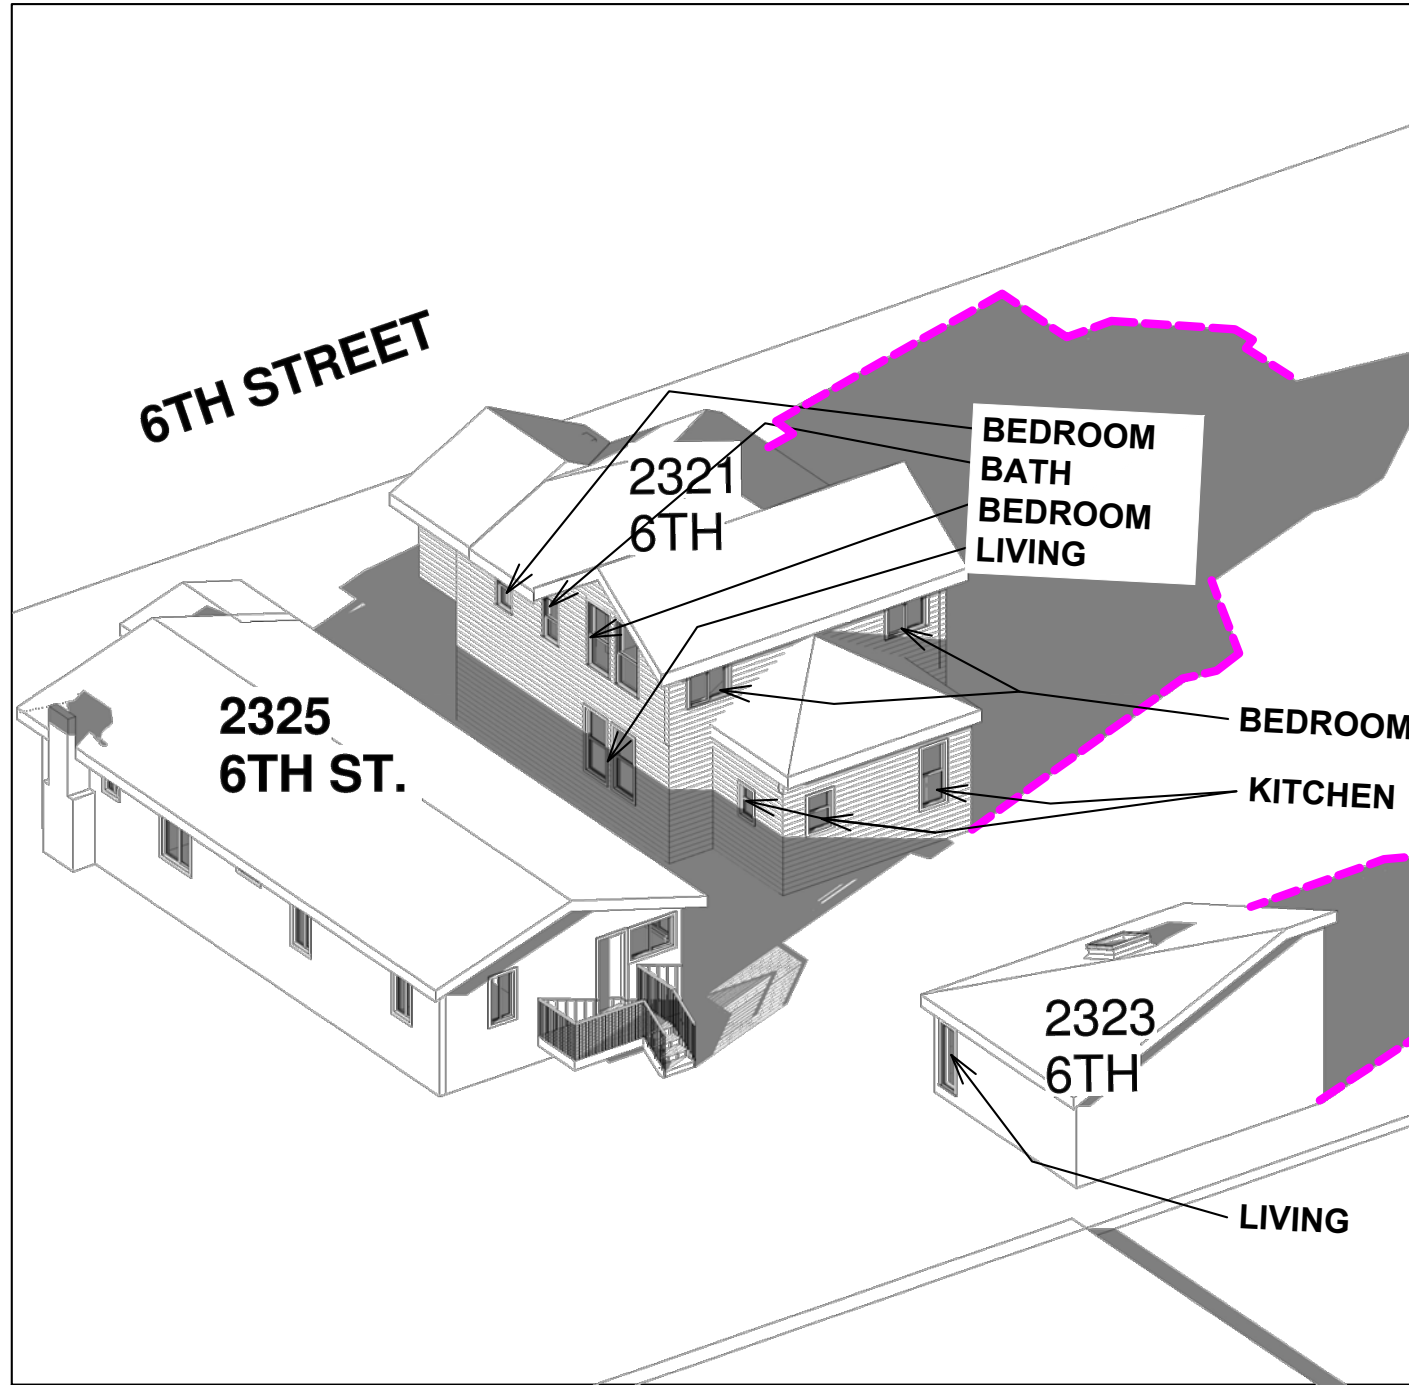 6TH STREET
BEDROOM
BATH
BEDROOM
LIVING
2321
6TH
2325
6TH ST.
BEDROOM
KITCHEN
2323
6TH
LIVING